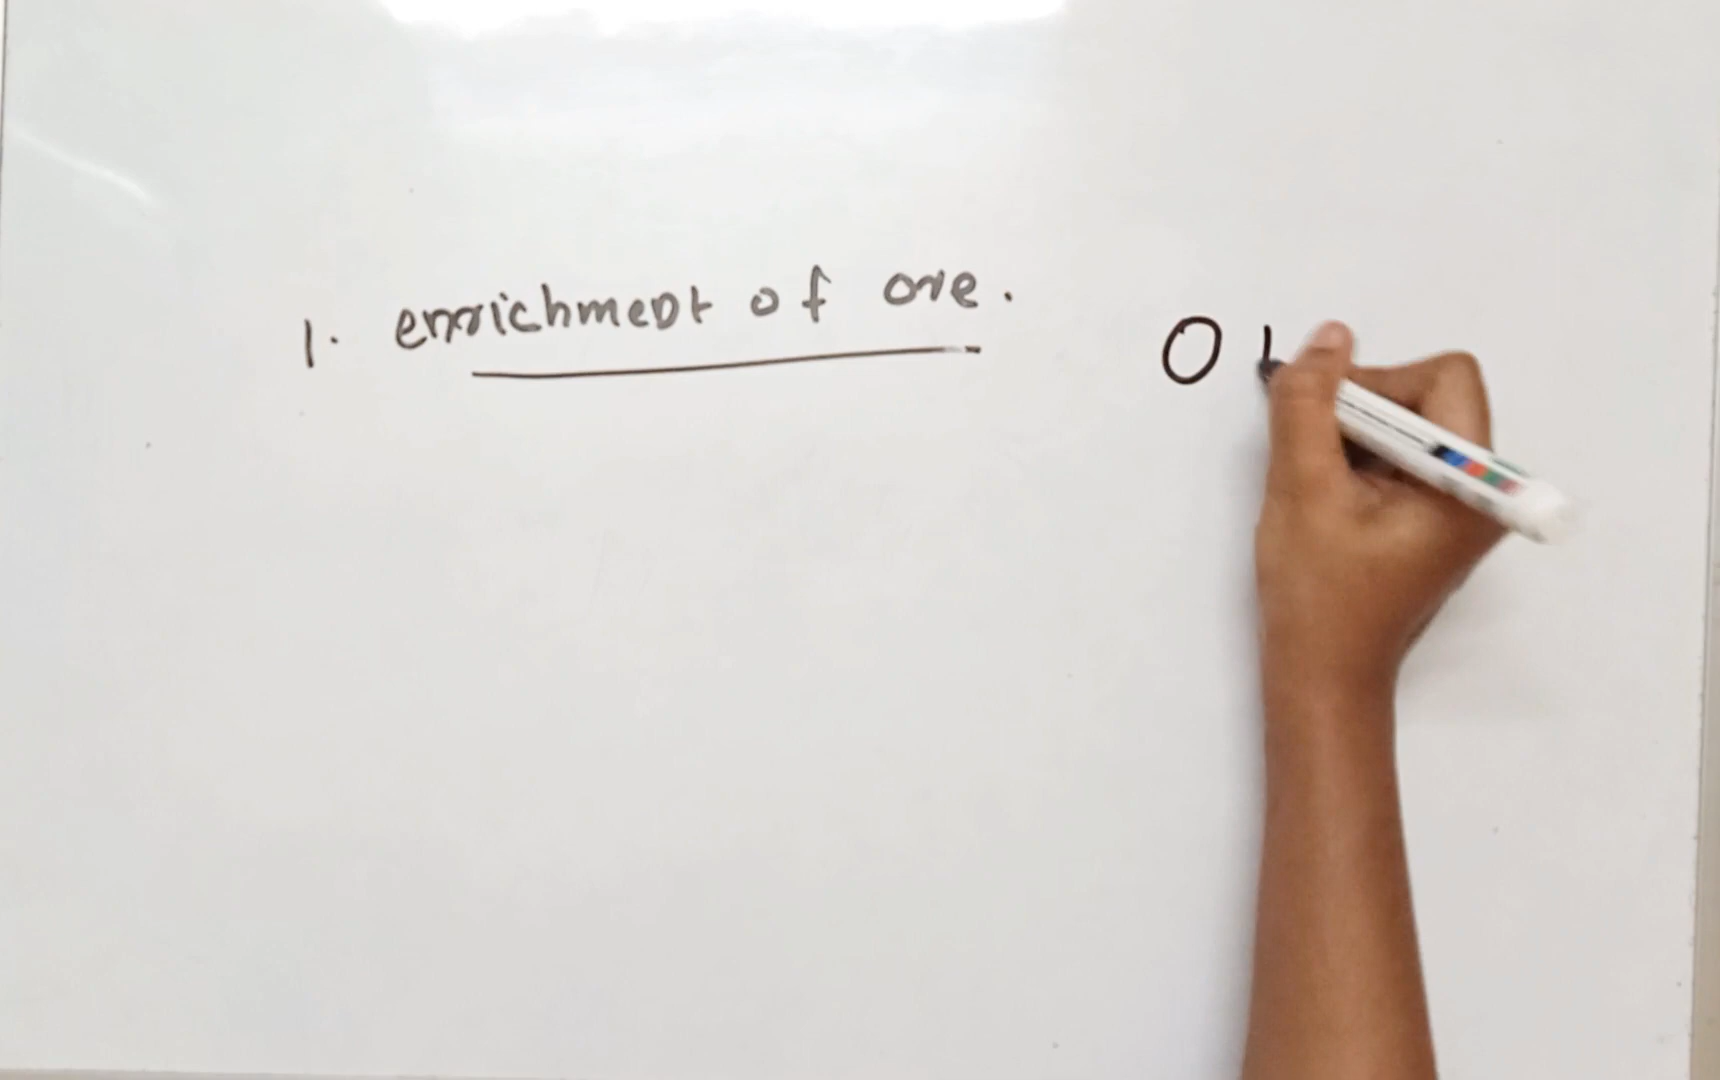 1. enrichment of ore.
O